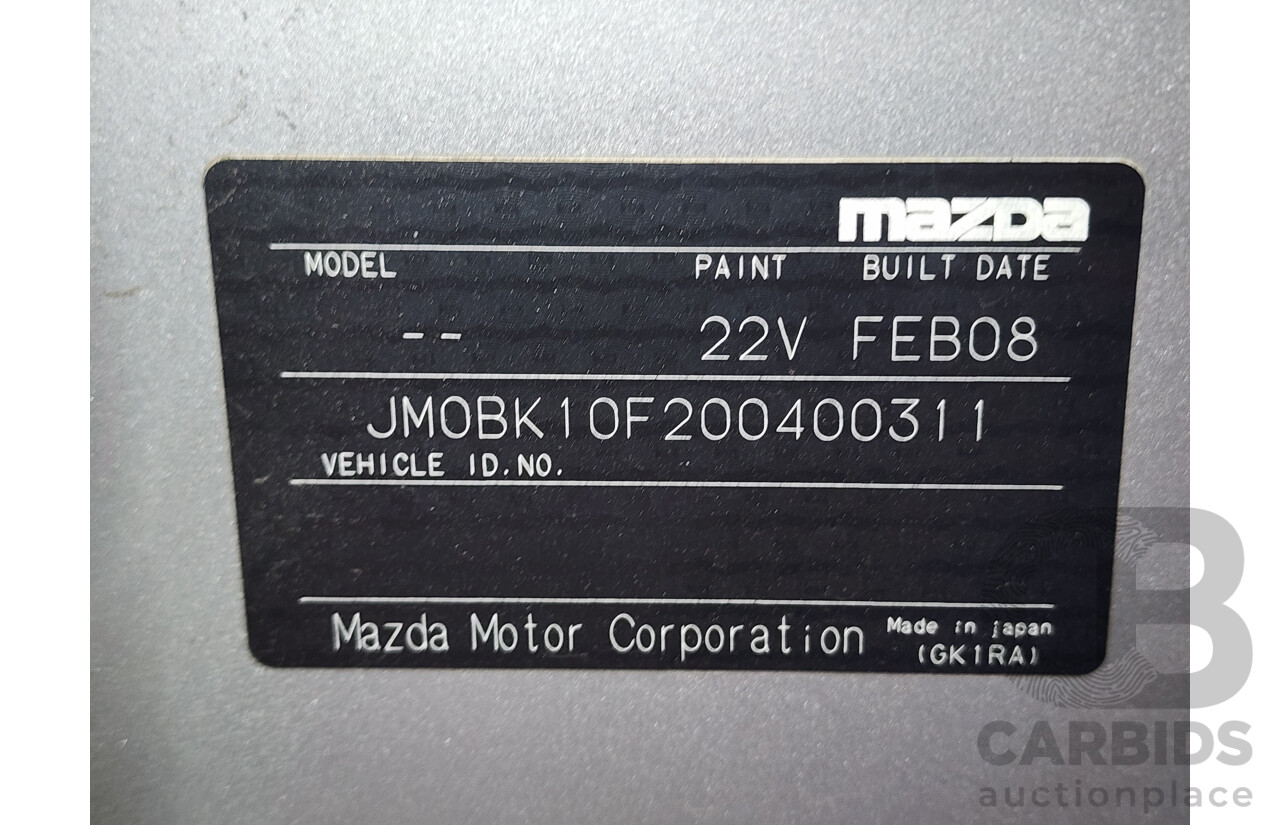 mazda
MODEL PAINT BUILT DATE
-- 22V FEB08
JM0BK10F200400311
VEHICLE ID.NO.
Mazda Motor Corporation Made in japan
(GK1RA)
CB
CARBIDS
auctionplace